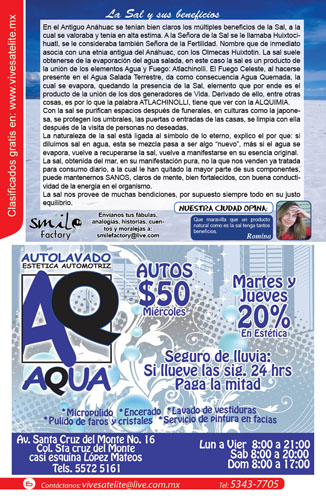 La Sal y sus beneficios
En el Antiguo Anáhuac se tenían bien claros los multiples beneficios de la Sal, a la
cual se valoraba y tenía en alta estima. A la Señora de la Sal se le llamaba Huixtoci-
huatl, se le consideraba también Señora de la Fertilidad. Nombre que de inmediato
asocia con una etnia antigua del Anáhuac, con los Olmecas Huixtotin. La sal suele
obtenerse de la evaporación del agua salada, en este caso la sal es un producto de
la unión de los elementos Agua y Fuego: Atlachinolli. El Fuego Celeste, al hacerse
presente en el Agua Salada Terrestre, da como consecuencia Agua Quemada, la
cual se evapora, quedando la presencia de la Sal, elemento que por ende es el
producto de la unión de los dos generadores de Vida. Derivado de ello, entre otras
cosas, es por lo que la palabra ATLACHINOLLI, tiene que ver con la ALQUIMIA.
Con la sal se purifican espacios después de funerales, en culturas como la japone-
sa, se protegen los umbrales, las puertas o entradas de las casas, se limpia con ella
después de la visita de personas no deseadas.
La naturaleza de la sal está ligada al símbolo de lo eterno, explico el por que: si
diluimos sal en agua, esta se mezcla pasa a ser algo "nuevo", más si el agua se
evapora, vuelve a recuperarse la sal, vuelve a manifestarse en su esencia original.
La sal, obtenida del mar, en su manifestación pura, no la que nos venden ya tratada
para consumo diario, a la cual le han quitado la mayor parte de sus componentes,
puede mantenernos SANOS, claros de mente, bien fortalecidos, con buena conducti-
vidad de la energía en el organismo.
La sal nos provee de muchas bendiciones, por supuesto siempre todo en su justo
equilibrio.
Smile
Factory
Envíanos tus fábulas,
analogías, historias, cuen-
tos y moralejas a:
smilefactory@live.com
NUESTRA CIUDAD OPINA:
Que maravilla que un producto
natural como es la sal tenga tantos
beneficios.
Romina
Clasificados gratis en: www.vivesatelite.mx
AUTOLAVADO
ESTETICA AUTOMOTRIZ
AQ
AQUA
AUTOS
$50
Miércoles
Martes y
Jueves
20%
En Estética
Seguro de lluvia:
Si llueve las sig. 24 hrs
Paga la mitad
*Micropulido *Encerado *Lavado de vestiduras
*Pulido de faros y cristales *Servicio de pintura en facias
Av. Santa Cruz del Monte No. 16
Col. Sta cruz del Monte
casi esquina López Mateos
Tels. 5572 5161
Lun a Vier 8:00 a 21:00
Sab 8:00 a 20:00
Dom 8:00 a 17:00
Contáctanos: vivesatelite@live.com.mx
Tel: 5343-7705